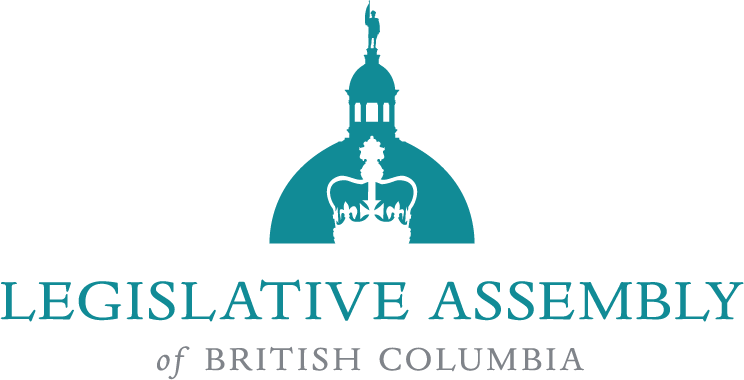 LEGISLATIVE ASSEMBLY
of BRITISH COLUMBIA